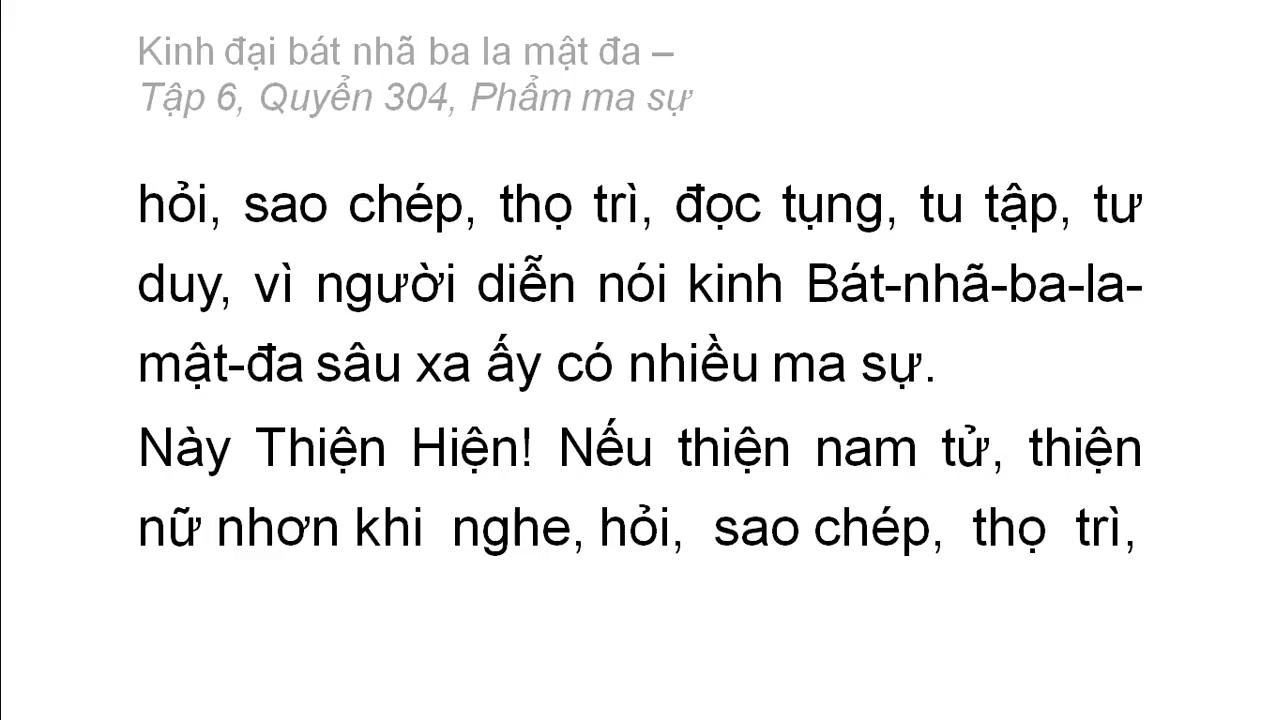 Kinh đại bát nhã ba la mật đa –
Tập 6, Quyển 304, Phẩm ma sự
hỏi, sao chép, thọ trì, đọc tụng, tu tập, tư
duy, vì người diễn nói kinh Bát-nhã-ba-la-
mật-đa sâu xa ấy có nhiều ma sự.
Này Thiện Hiện! Nếu thiện nam tử, thiện
nữ nhơn khi nghe, hỏi, sao chép, thọ trì,